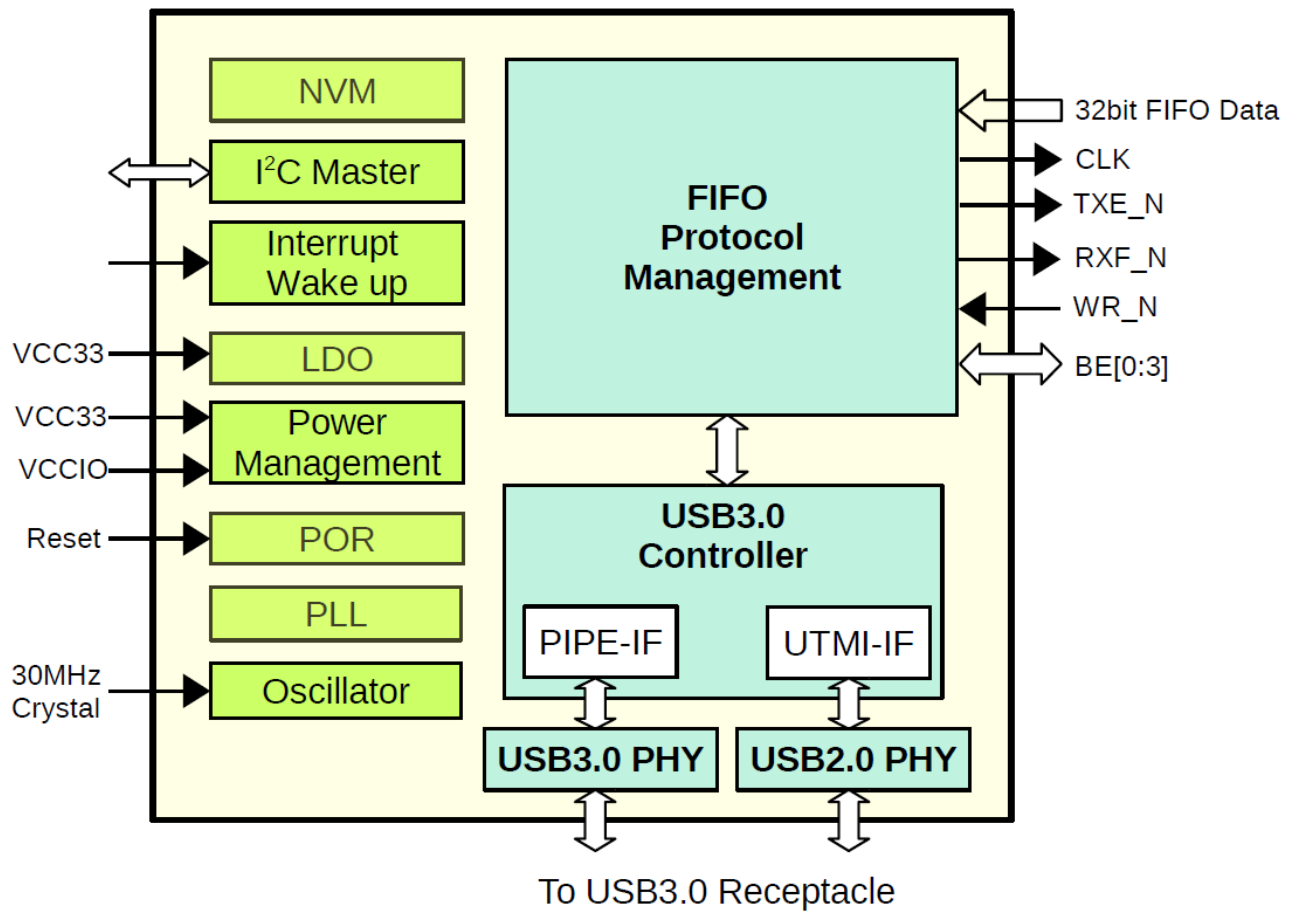 NVM
I²C Master
Interrupt
Wake up
VCC33
LDO
VCC33
VCCIO
Power
Management
Reset
POR
PLL
30MHz
Crystal
Oscillator
FIFO
Protocol
Management
32bit FIFO Data
CLK
TXE_N
RXF_N
WR_N
BE[0:3]
USB3.0
Controller
PIPE-IF
UTMI-IF
USB3.0 PHY
USB2.0 PHY
To USB3.0 Receptacle